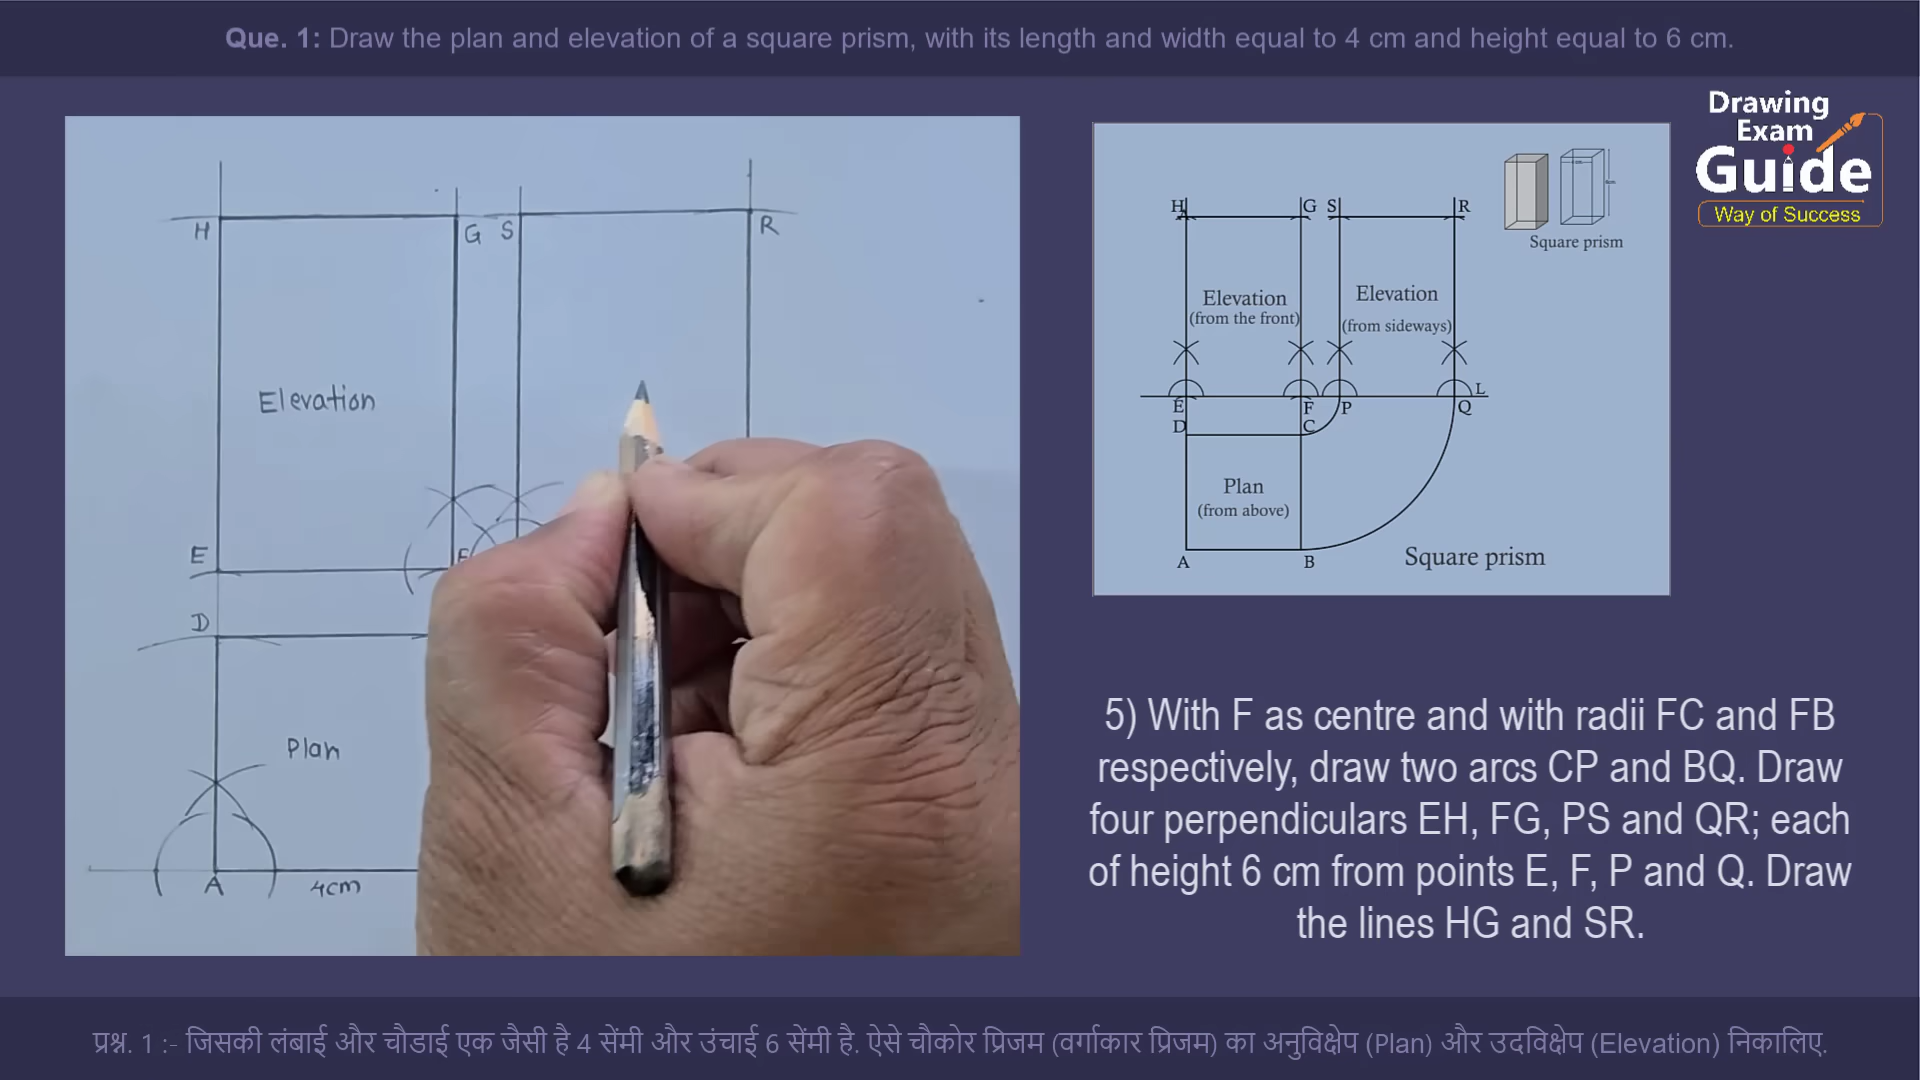 Que. 1: Draw the plan and elevation of a square prism, with its length and width equal to 4 cm and height equal to 6 cm.
Drawing
Exam
Guide
Way of Success
H
G
S
R
Elevation
E
F
D
Plan
A
4cm
H
G
S
R
Square prism
Elevation
(from the front)
Elevation
(from sideways)
E
F
P
L
Q
D
C
Plan
(from above)
A
B
Square prism
5) With F as centre and with radii FC and FB
respectively, draw two arcs CP and BQ. Draw
four perpendiculars EH, FG, PS and QR; each
of height 6 cm from points E, F, P and Q. Draw
the lines HG and SR.
प्रश्न. 1 :- जिसकी लंबाई और चौडाई एक जैसी है 4 सेंमी और उंचाई 6 सेंमी है. ऐसे चौकोर प्रिजम (वर्गाकार प्रिजम) का अनुविक्षेप (Plan) और उदविक्षेप (Elevation) निकालिए.